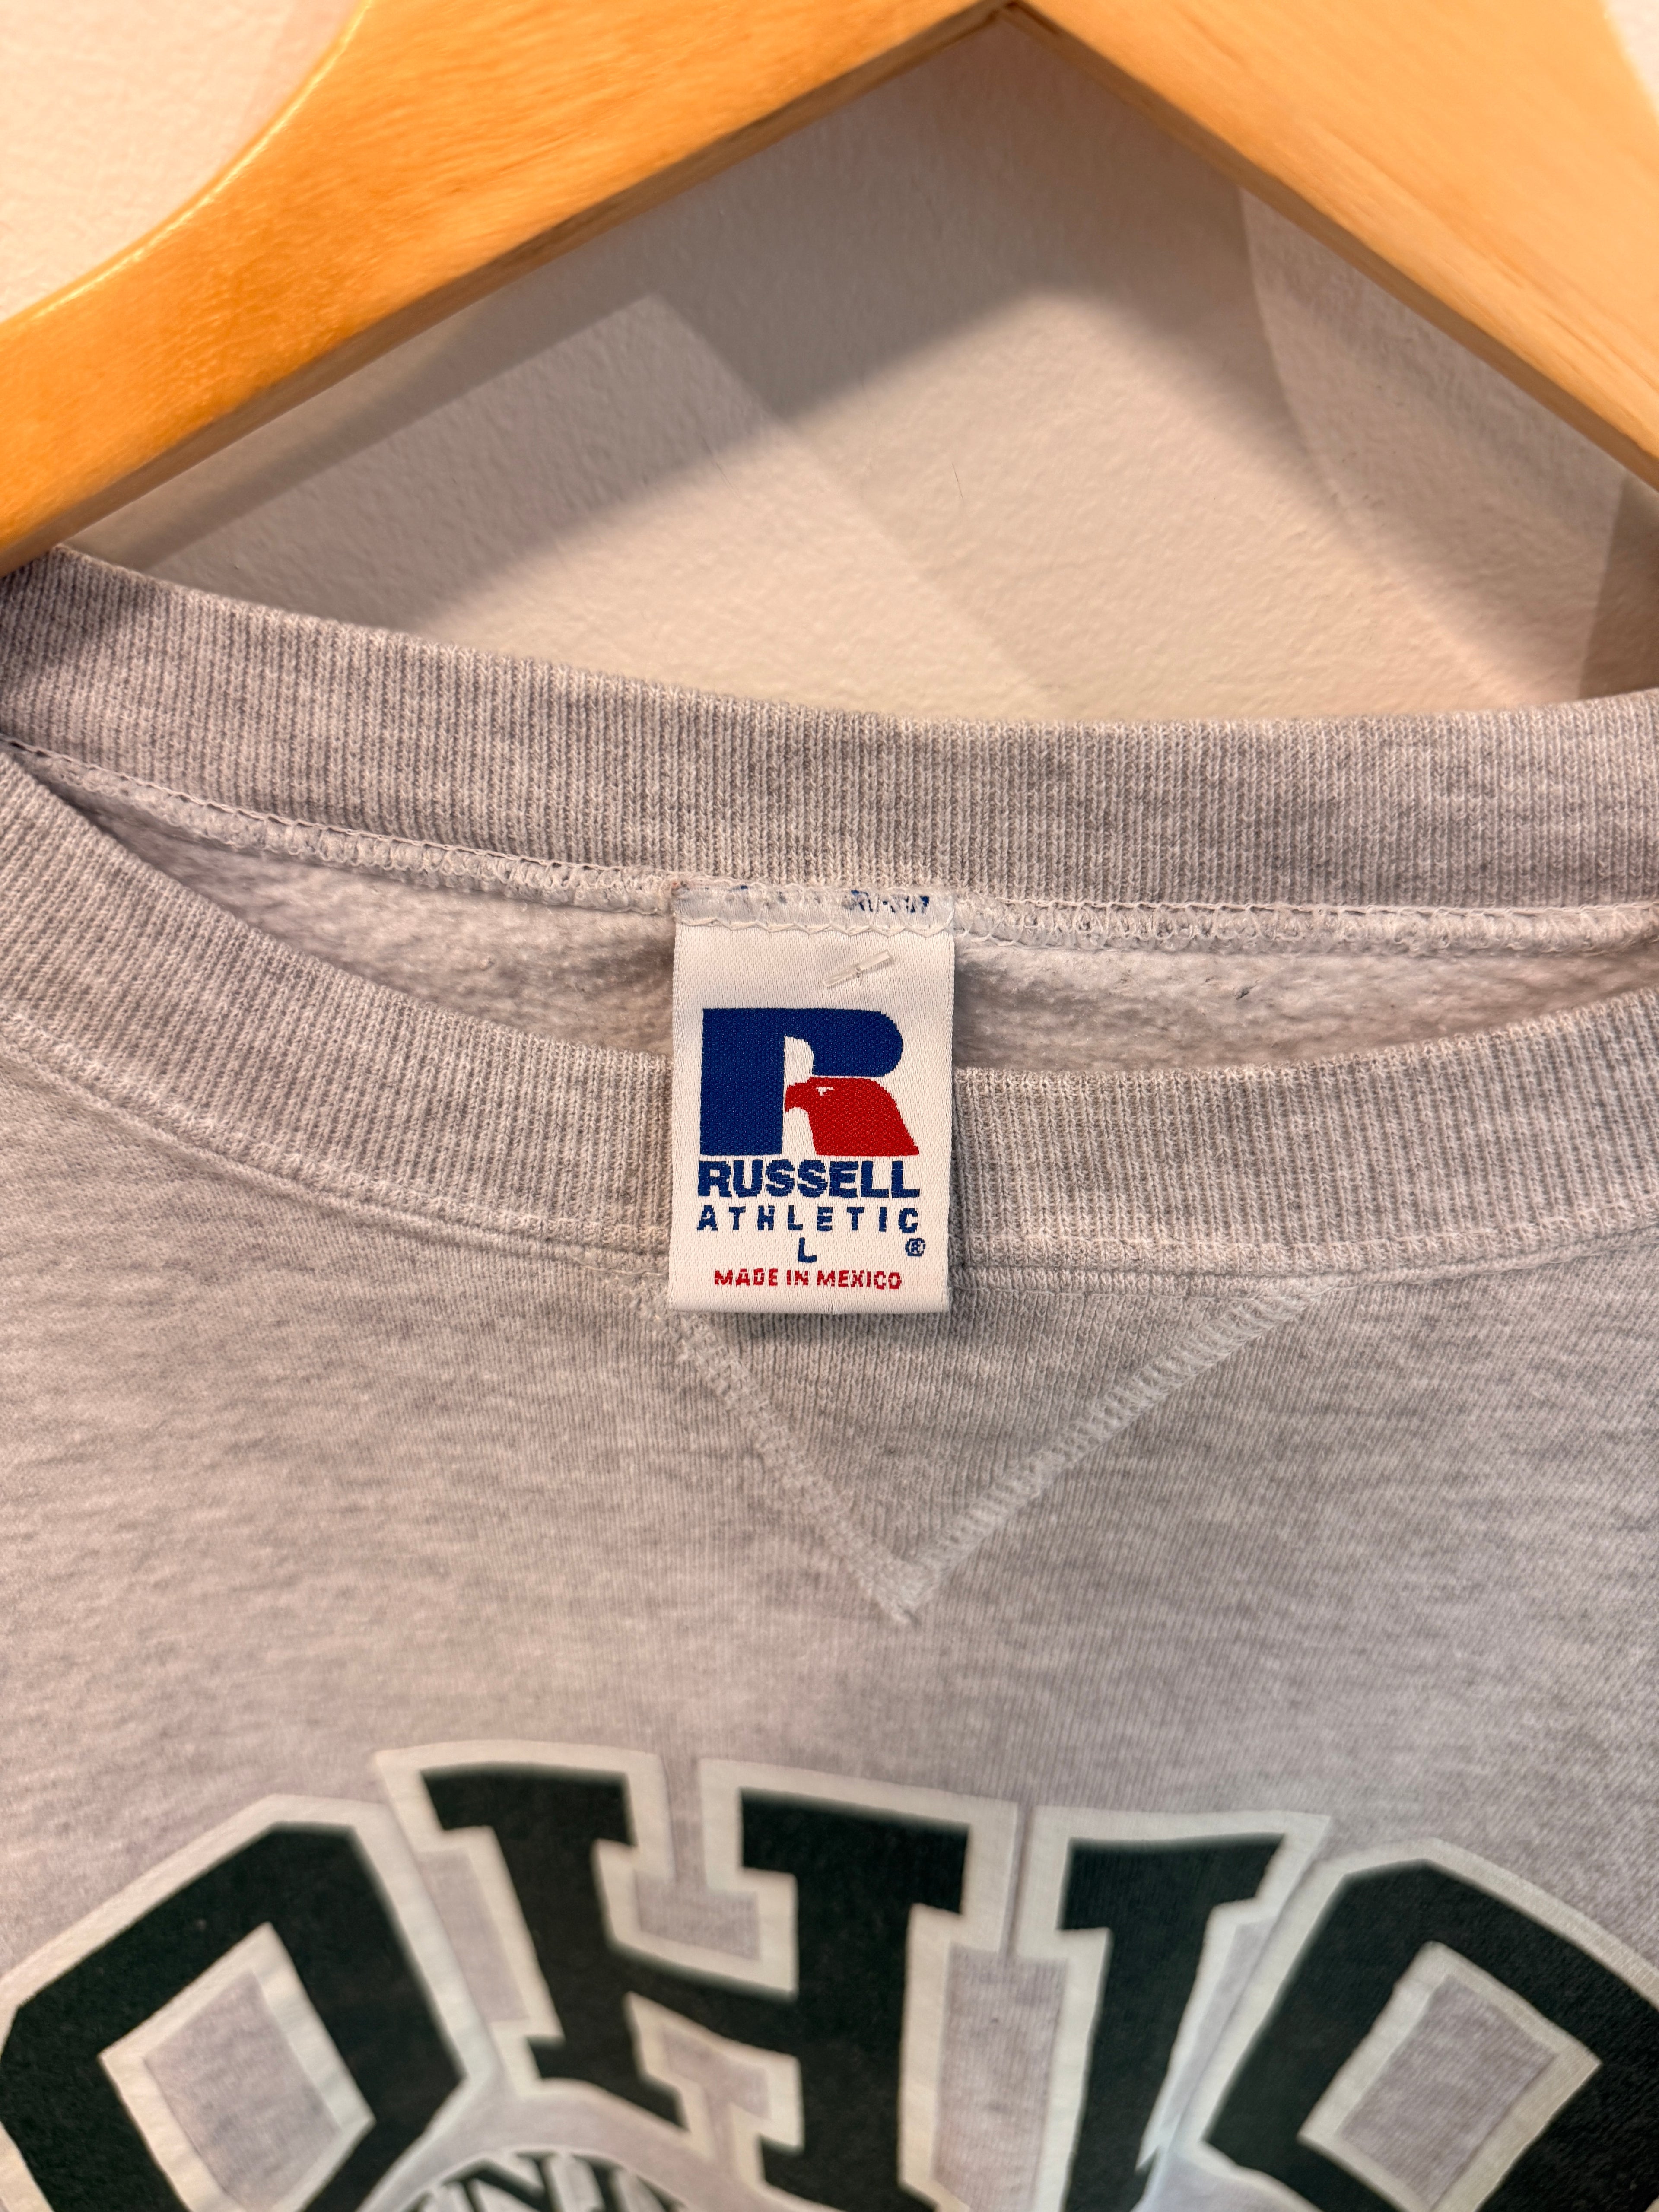 RUSSELL
ATHLETIC
L ®
MADE IN MEXICO
OHIO